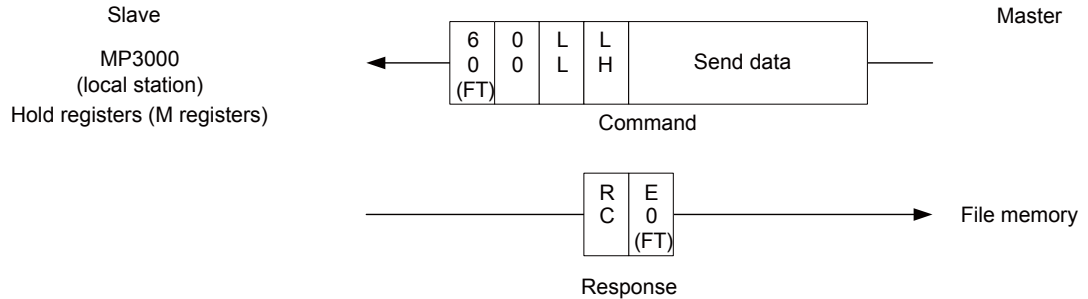 Slave
Master
MP3000
(local station)
Hold registers (M registers)
6 0 L L
0 0 L H
(FT)
Send data
Command
R E
C 0
(FT)
File memory
Response